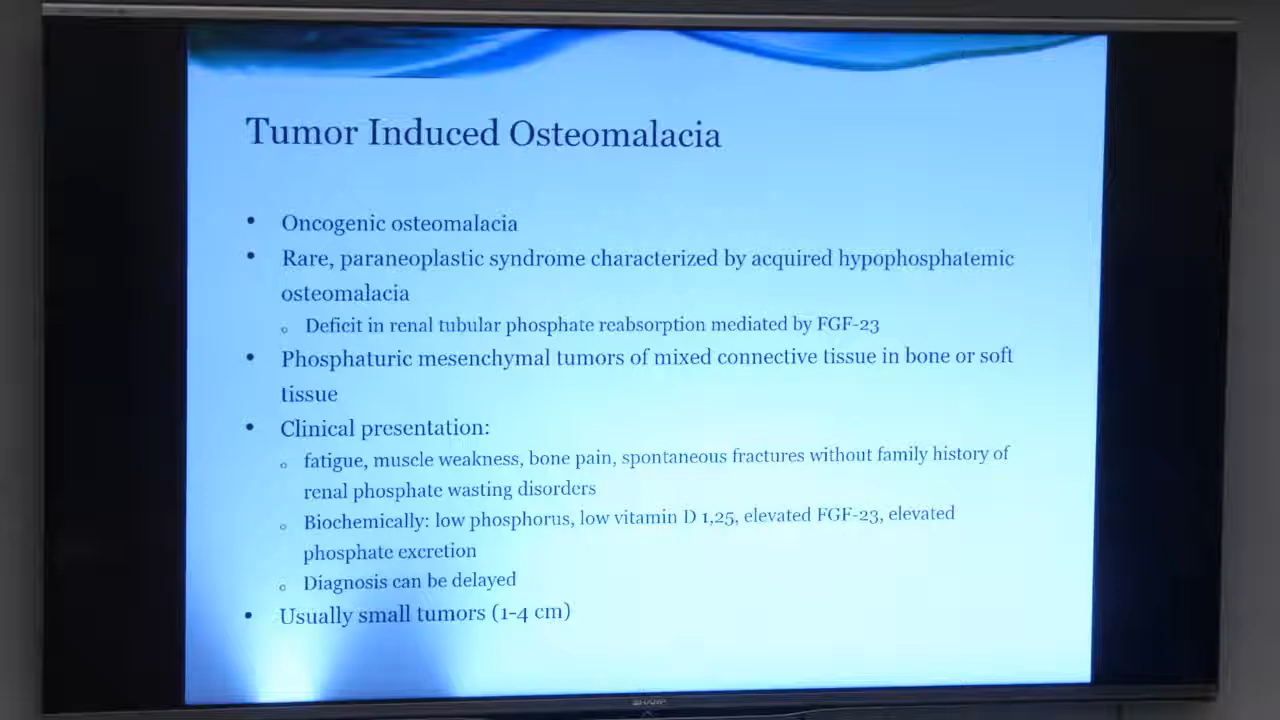 Tumor Induced Osteomalacia
• Oncogenic osteomalacia
• Rare, paraneoplastic syndrome characterized by acquired hypophosphatemic
osteomalacia
o Deficit in renal tubular phosphate reabsorption mediated by FGF-23
• Phosphaturic mesenchymal tumors of mixed connective tissue in bone or soft
tissue
• Clinical presentation:
o fatigue, muscle weakness, bone pain, spontaneous fractures without family history of
renal phosphate wasting disorders
o Biochemically: low phosphorus, low vitamin D 1,25, elevated FGF-23, elevated
phosphate excretion
o Diagnosis can be delayed
• Usually small tumors (1-4 cm)
SHARP